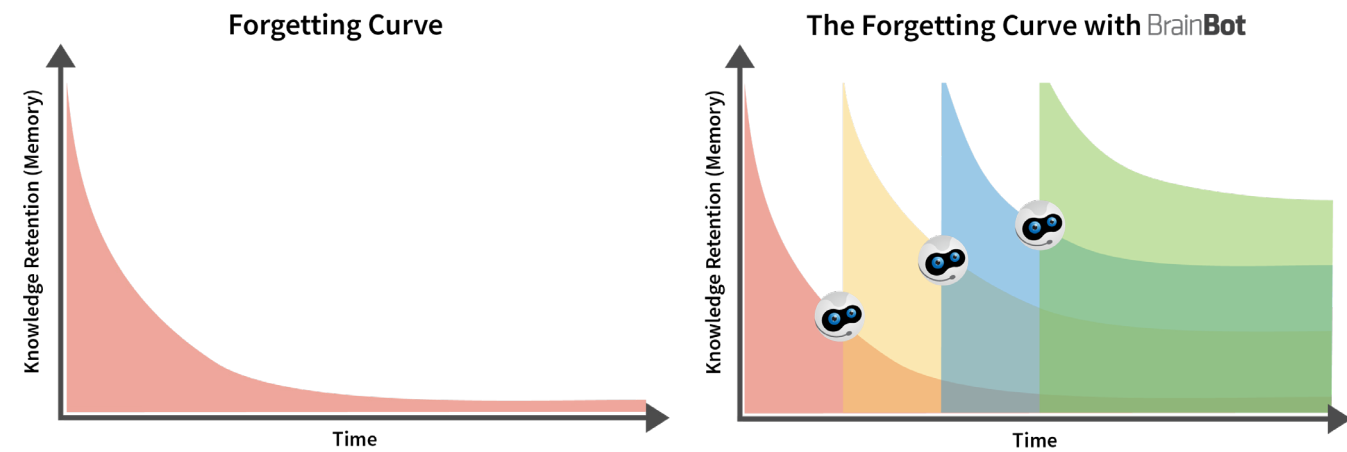 Forgetting Curve
Knowledge Retention (Memory)
Time
The Forgetting Curve with BrainBot
Knowledge Retention (Memory)
Time